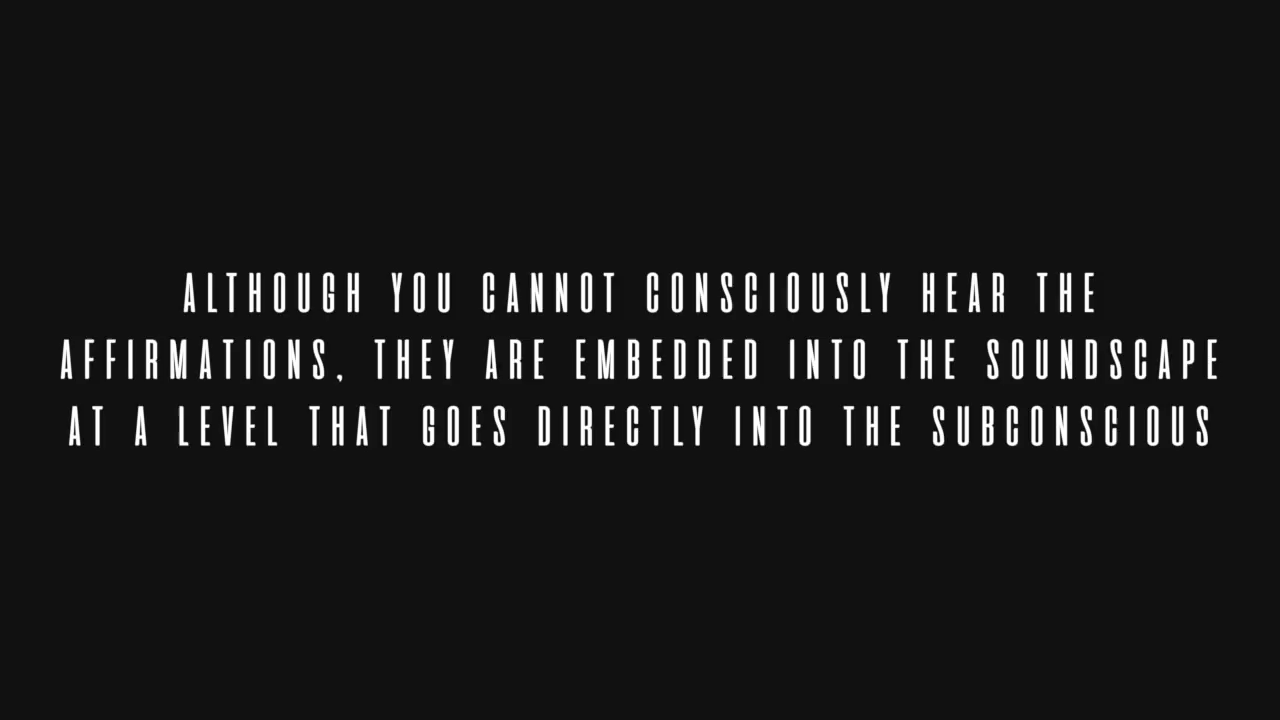 ALTHOUGH YOU CANNOT CONSCIOUSLY HEAR THE
AFFIRMATIONS, THEY ARE EMBEDDED INTO THE SOUNDSCAPE
AT A LEVEL THAT GOES DIRECTLY INTO THE SUBCONSCIOUS